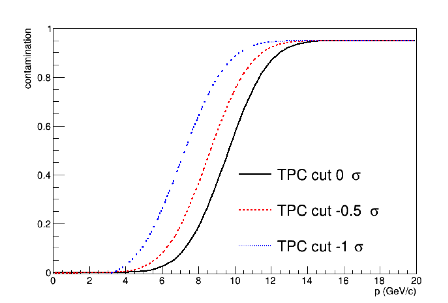 contamination
1
0.8
0.6
0.4
0.2
0
TPC cut 0 σ
TPC cut -0.5 σ
TPC cut -1 σ
0 2 4 6 8 10 12 14 16 18 20
p (GeV/c)